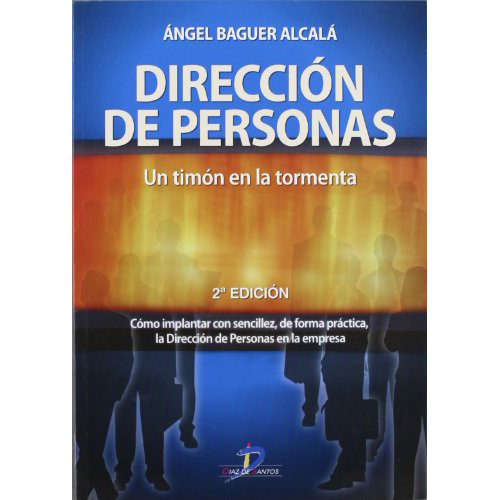 ÁNGEL BAGUER ALCALÁ
DIRECCIÓN
DE PERSONAS
Un timón en la tormenta
2ª EDICIÓN
Cómo implantar con sencillez, de forma práctica,
la Dirección de Personas en la empresa
DIAZ DE SANTOS